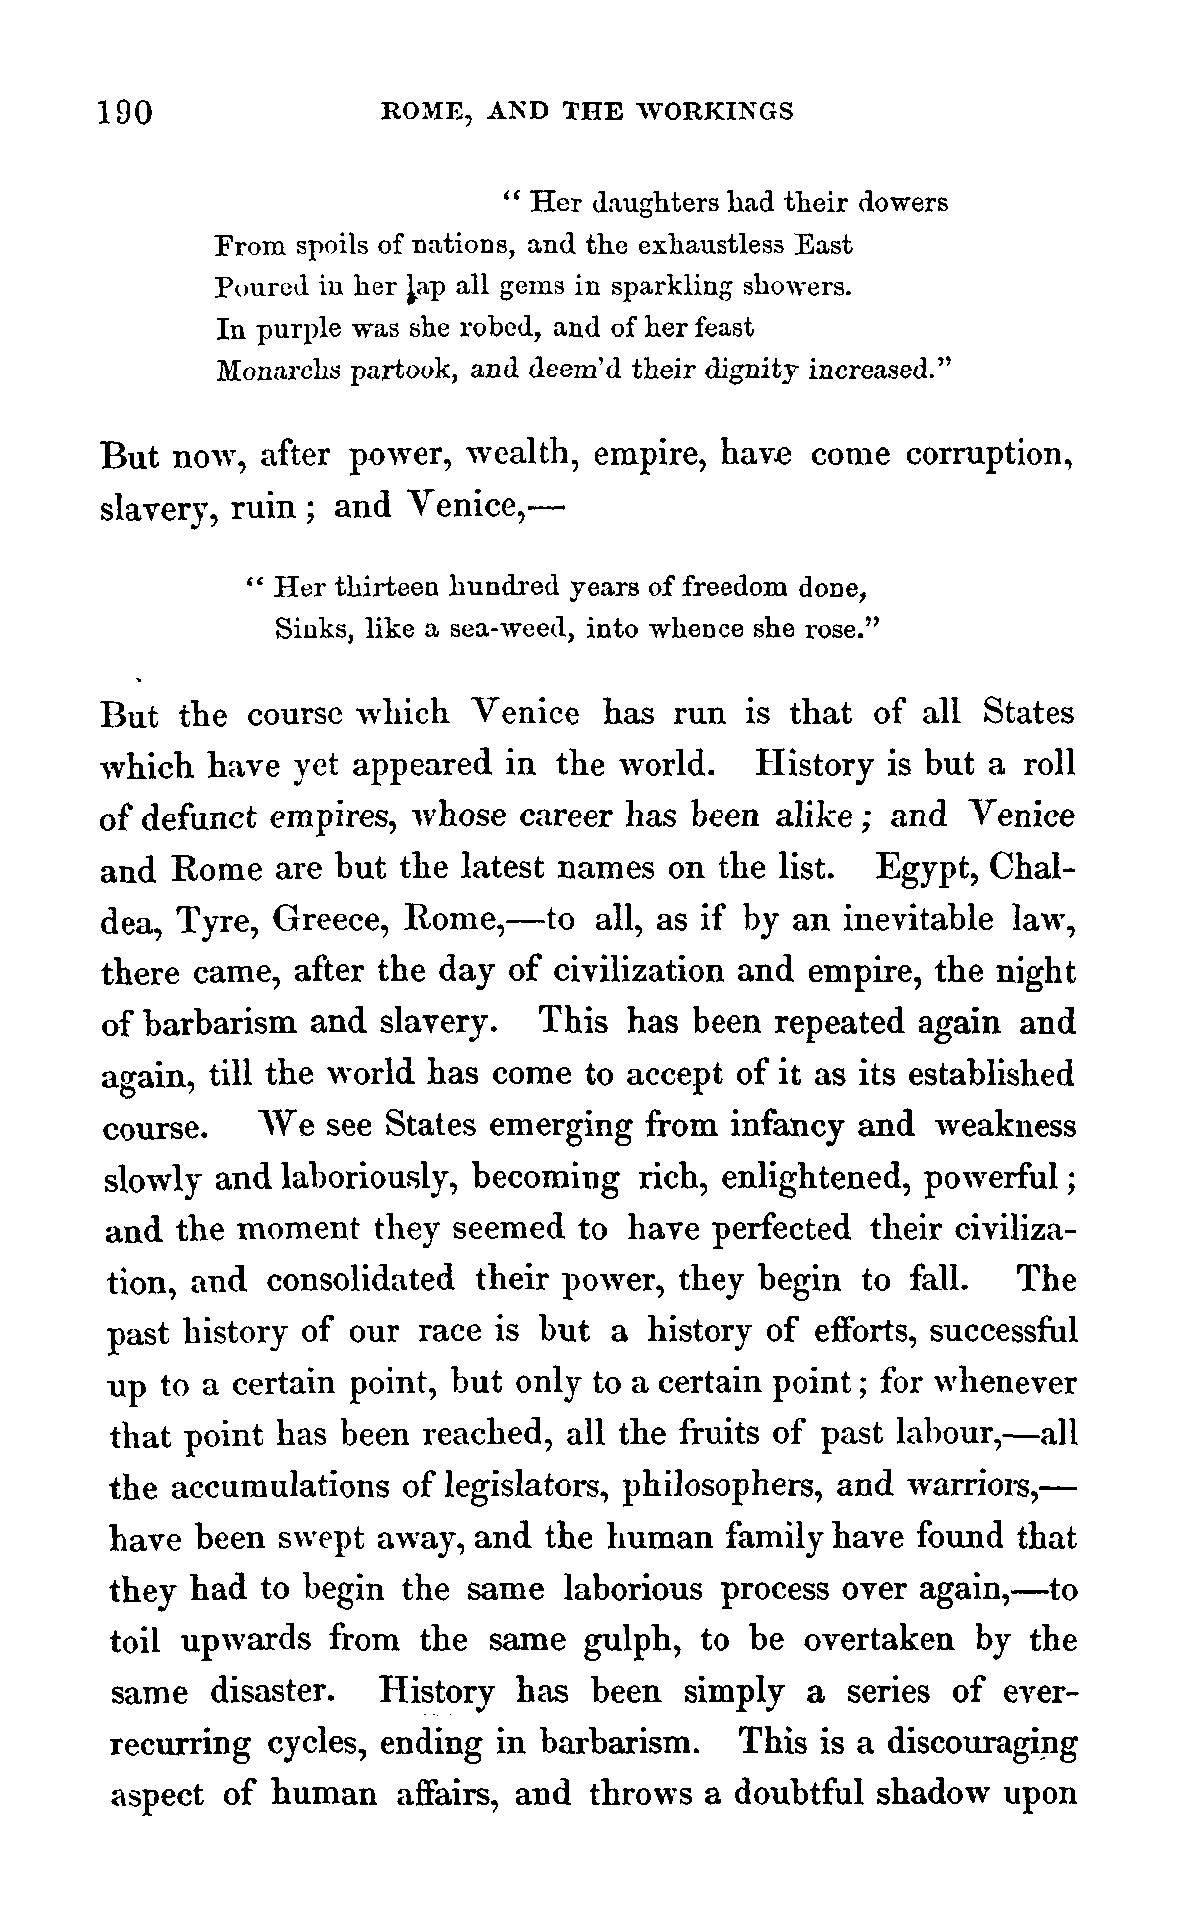 190 ROME, AND THE WORKINGS
“ Her daughters had their dowers
From spoils of nations, and the exhaustless East
Poured in her lap all gems in sparkling showers.
In purple was she robed, and of her feast
Monarchs partook, and deem’d their dignity increased.”
But now, after power, wealth, empire, have come corruption,
slavery, ruin ; and Venice,—
“ Her thirteen hundred years of freedom done,
Sinks, like a sea-weed, into whence she rose.”
But the course which Venice has run is that of all States
which have yet appeared in the world. History is but a roll
of defunct empires, whose career has been alike ; and Venice
and Rome are but the latest names on the list. Egypt, Chal-
dea, Tyre, Greece, Rome,—to all, as if by an inevitable law,
there came, after the day of civilization and empire, the night
of barbarism and slavery. This has been repeated again and
again, till the world has come to accept of it as its established
course. We see States emerging from infancy and weakness
slowly and laboriously, becoming rich, enlightened, powerful ;
and the moment they seemed to have perfected their civiliza-
tion, and consolidated their power, they begin to fall. The
past history of our race is but a history of efforts, successful
up to a certain point, but only to a certain point ; for whenever
that point has been reached, all the fruits of past labour,—all
the accumulations of legislators, philosophers, and warriors,—
have been swept away, and the human family have found that
they had to begin the same laborious process over again,—to
toil upwards from the same gulph, to be overtaken by the
same disaster. History has been simply a series of ever-
recurring cycles, ending in barbarism. This is a discouraging
aspect of human affairs, and throws a doubtful shadow upon